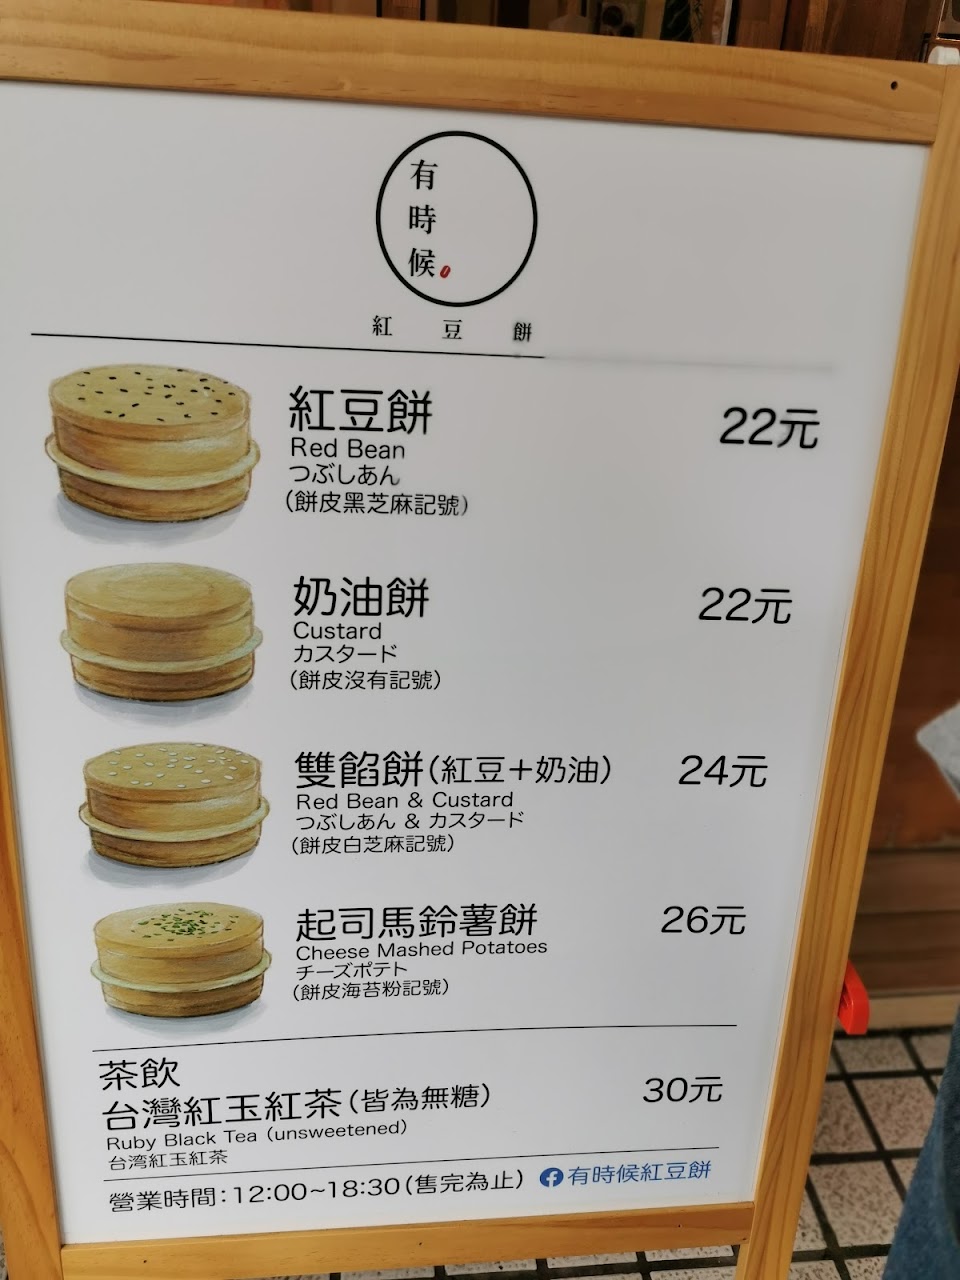 有時候
紅豆餅
紅豆餅 22元
Red Bean
つぶしあん
(餅皮黑芝麻記號)
奶油餅 22元
Custard
カスタード
(餅皮沒有記號)
雙餡餅(紅豆+奶油) 24元
Red Bean & Custard
つぶしあん & カスタード
(餅皮白芝麻記號)
起司馬鈴薯餅 26元
Cheese Mashed Potatoes
チーズポテト
(餅皮海苔粉記號)
茶飲
台灣紅玉紅茶(皆為無糖) 30元
Ruby Black Tea (unsweetened)
台湾紅玉紅茶
營業時間:12:00~18:30(售完為止) 有時候紅豆餅